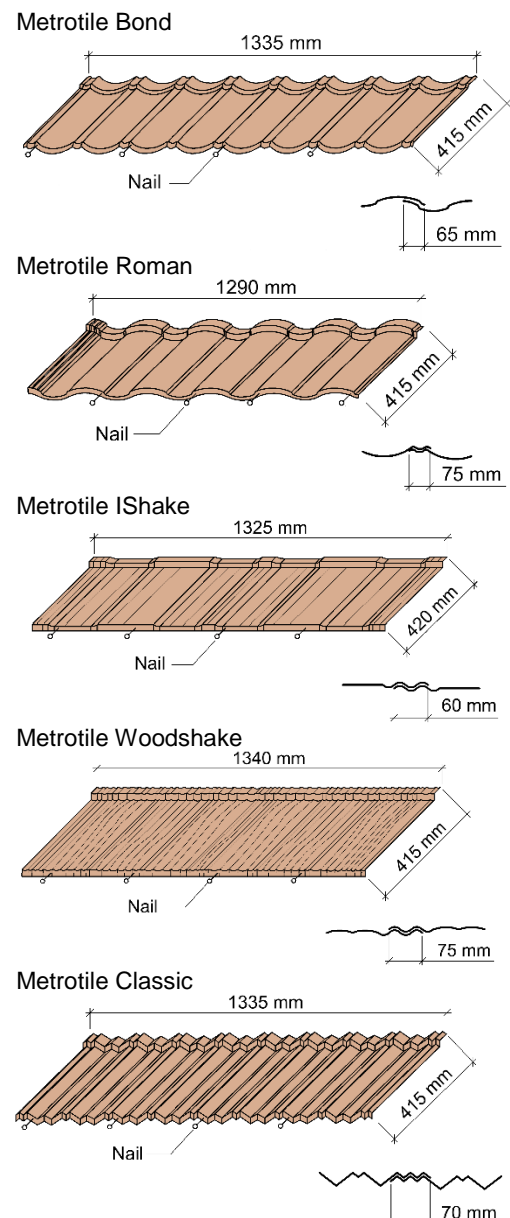 Metrotile Bond
1335 mm
415 mm
Nail
65 mm
Metrotile Roman
1290 mm
415 mm
Nail
75 mm
Metrotile IShake
1325 mm
420 mm
Nail
60 mm
Metrotile Woodshake
1340 mm
415 mm
Nail
75 mm
Metrotile Classic
1335 mm
415 mm
Nail
70 mm